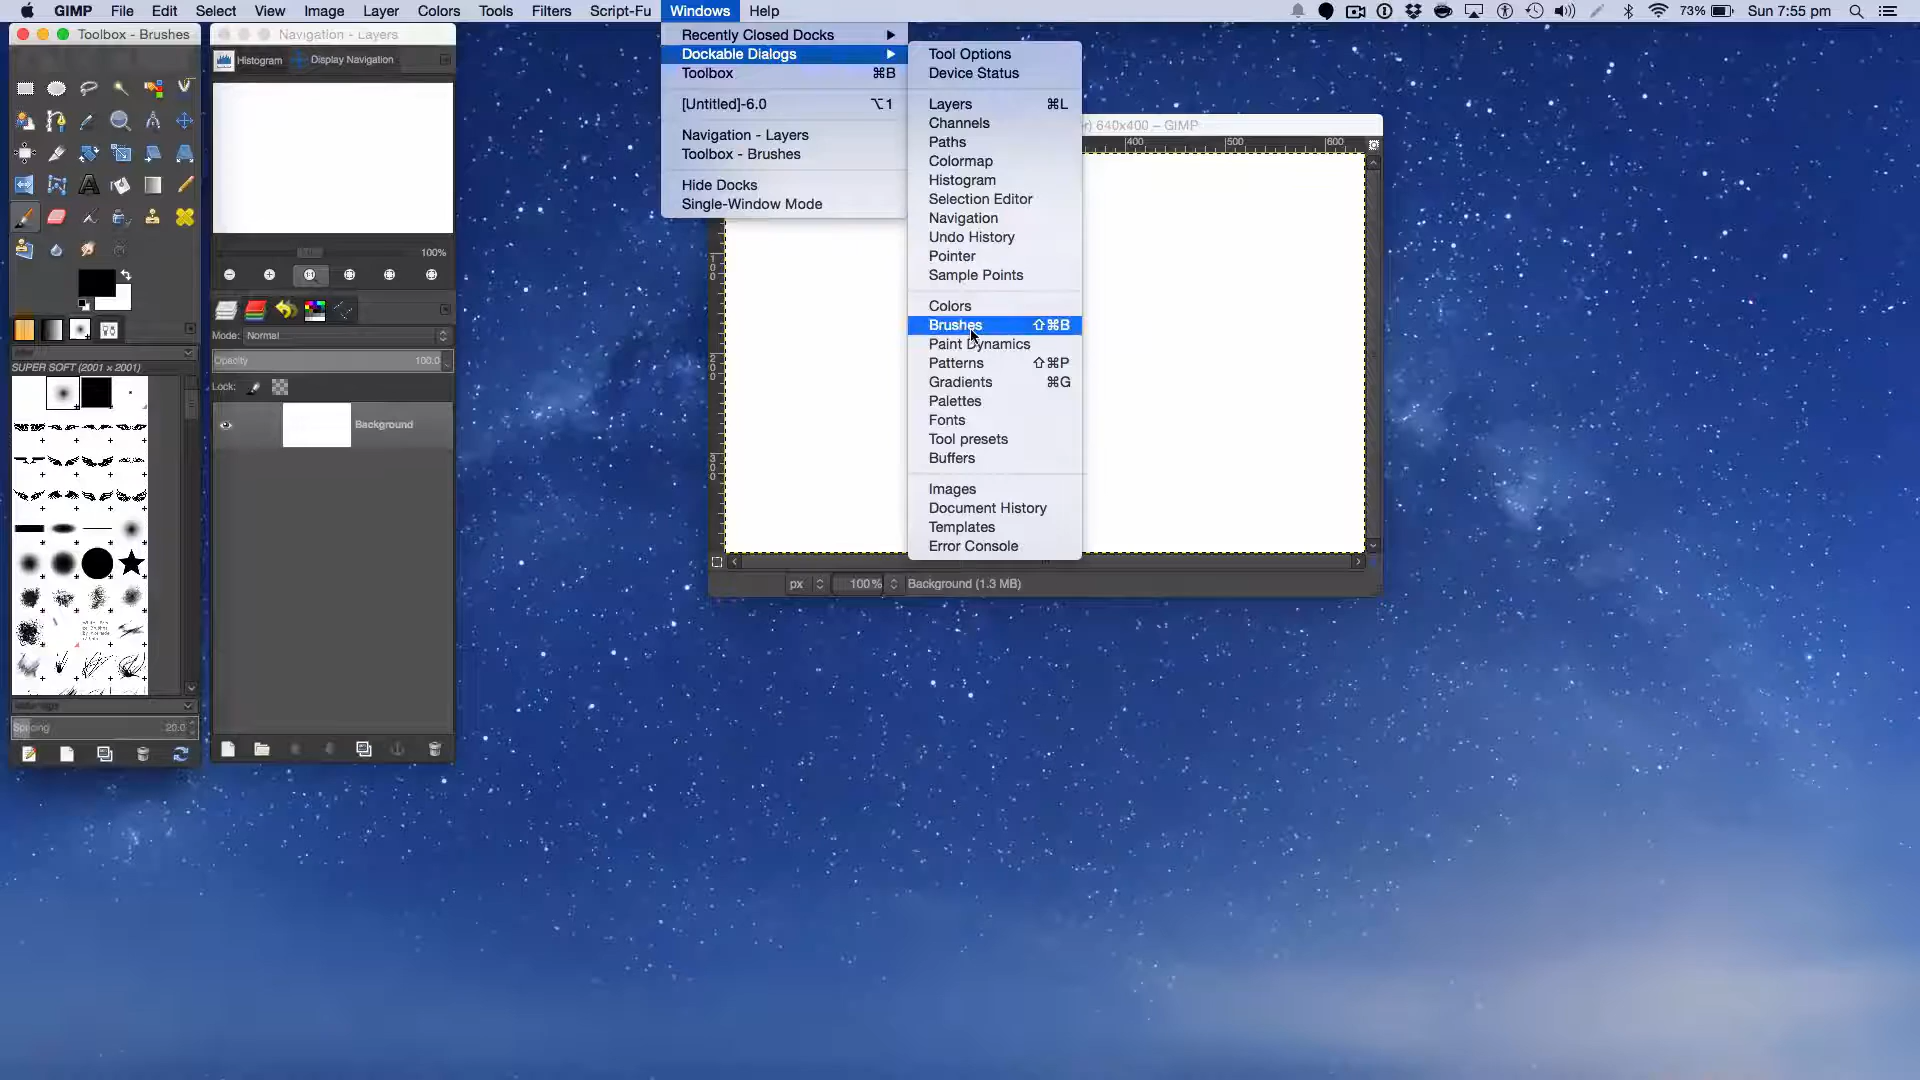 GIMP File Edit Select View Image Layer Colors Tools Filters Script-Fu Windows Help 73% Sun 7:55 pm
Toolbox - Brushes
SUPER SOFT (2001 × 2001)
Spacing 20.0
Navigation - Layers
Histogram Display Navigation
100%
Mode: Normal
Opacity 100.0
Lock:
Background
Recently Closed Docks
Dockable Dialogs
Toolbox ⌘B
[Untitled]-6.0 ⌥1
Navigation - Layers
Toolbox - Brushes
Hide Docks
Single-Window Mode
Tool Options
Device Status
Layers ⌘L
Channels
Paths
Colormap
Histogram
Selection Editor
Navigation
Undo History
Pointer
Sample Points
Colors
Brushes ⇧⌘B
Paint Dynamics
Patterns ⇧⌘P
Gradients ⌘G
Palettes
Fonts
Tool presets
Buffers
Images
Document History
Templates
Error Console
640x400 – GIMP
400 500 600
100
200
300
px 100% Background (1.3 MB)